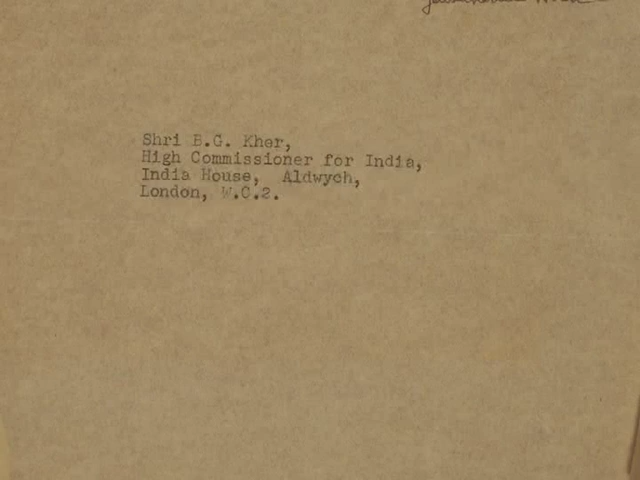 Shri B.G. Kher,
High Commissioner for India,
India House, Aldwych,
London, W.C.2.